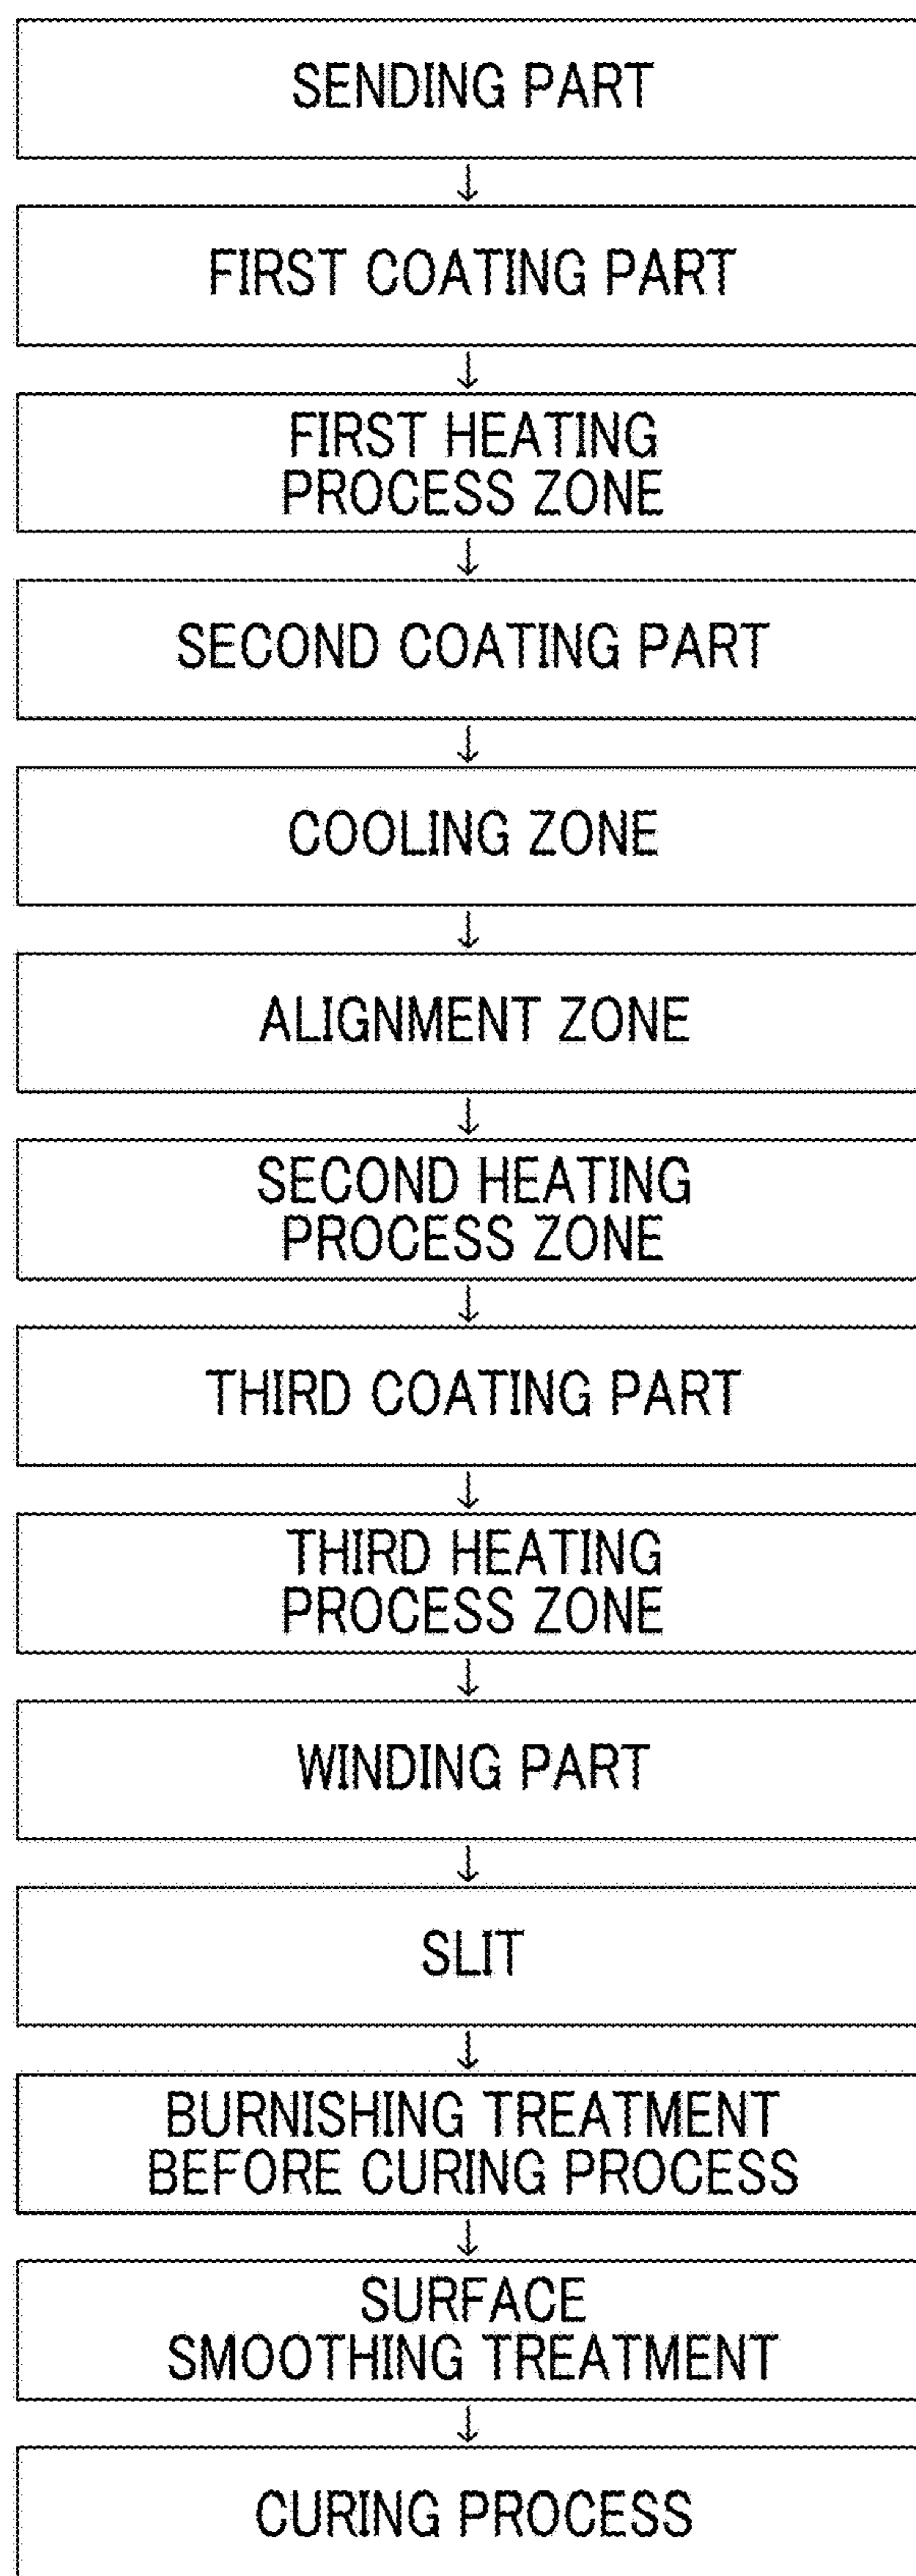 SENDING PART
FIRST COATING PART
FIRST HEATING
PROCESS ZONE
SECOND COATING PART
COOLING ZONE
ALIGNMENT ZONE
SECOND HEATING
PROCESS ZONE
THIRD COATING PART
THIRD HEATING
PROCESS ZONE
WINDING PART
SLIT
BURNISHING TREATMENT
BEFORE CURING PROCESS
SURFACE
SMOOTHING TREATMENT
CURING PROCESS